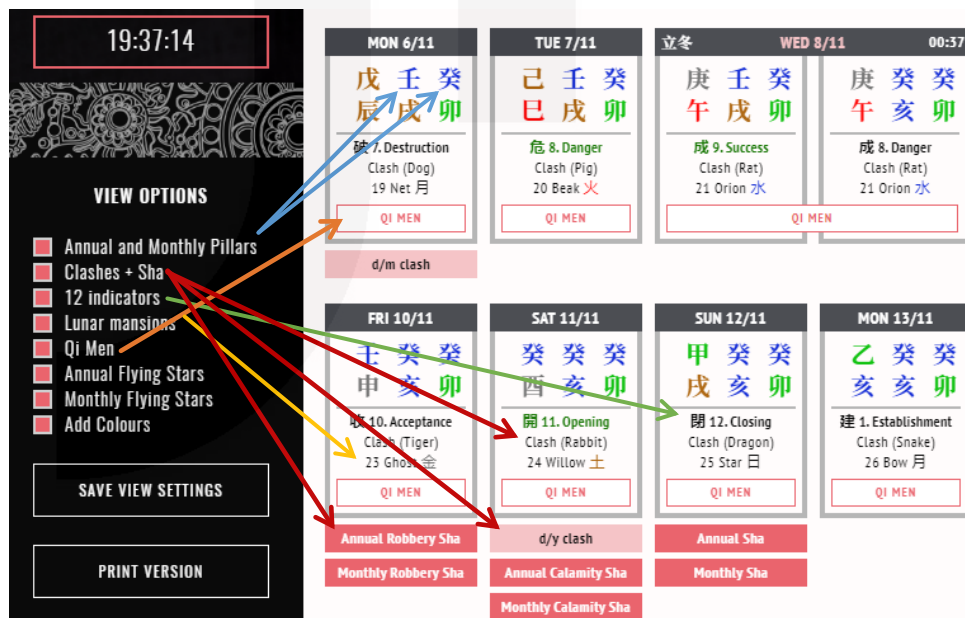 19:37:14
VIEW OPTIONS
Annual and Monthly Pillars
Clashes + Sha
12 indicators
Lunar mansions
Qi Men
Annual Flying Stars
Monthly Flying Stars
Add Colours
SAVE VIEW SETTINGS
PRINT VERSION
MON 6/11
戊 壬 癸
辰 戌 卯
破 7. Destruction
Clash (Dog)
19 Net 月
QI MEN
d/m clash
TUE 7/11
己 壬 癸
巳 戌 卯
危 8. Danger
Clash (Pig)
20 Beak 火
QI MEN
立冬 WED 8/11 00:37
庚 壬 癸
午 戌 卯
成 9. Success
Clash (Rat)
21 Orion 水
庚 癸 癸
午 亥 卯
成 8. Danger
Clash (Rat)
21 Orion 水
QI MEN
FRI 10/11
壬 癸 癸
申 亥 卯
收 10. Acceptance
Clash (Tiger)
23 Ghost 金
QI MEN
Annual Robbery Sha
Monthly Robbery Sha
SAT 11/11
癸 癸 癸
酉 亥 卯
開 11. Opening
Clash (Rabbit)
24 Willow 土
QI MEN
d/y clash
Annual Calamity Sha
Monthly Calamity Sha
SUN 12/11
甲 癸 癸
戌 亥 卯
閉 12. Closing
Clash (Dragon)
25 Star 日
QI MEN
Annual Sha
Monthly Sha
MON 13/11
乙 癸 癸
亥 亥 卯
建 1. Establishment
Clash (Snake)
26 Bow 月
QI MEN